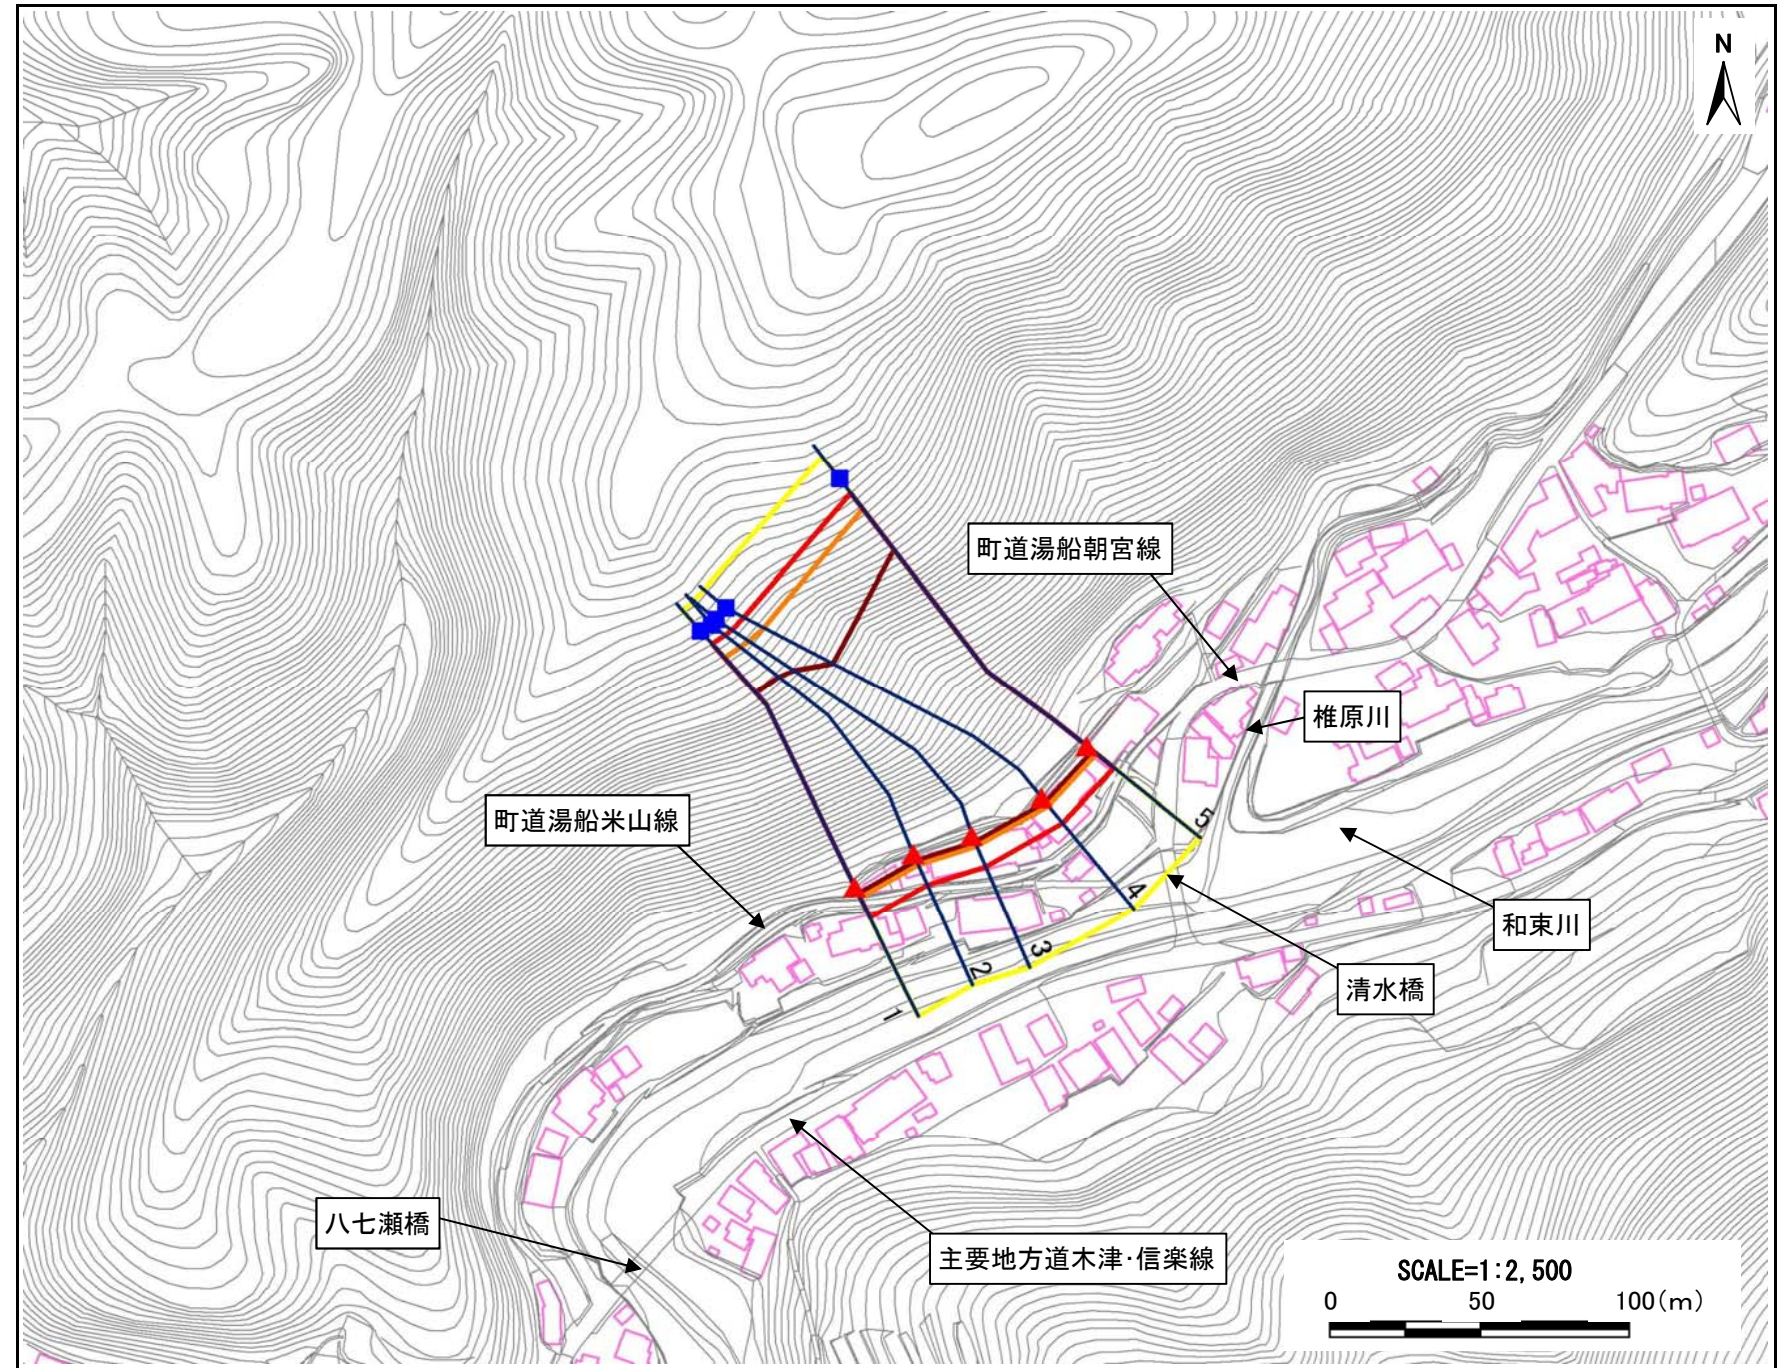 N
町道湯船朝宮線
椎原川
町道湯船米山線
5
4
和束川
3
2
清水橋
1
八七瀬橋
主要地方道木津・信楽線
SCALE=1:2,500
0 50 100(m)